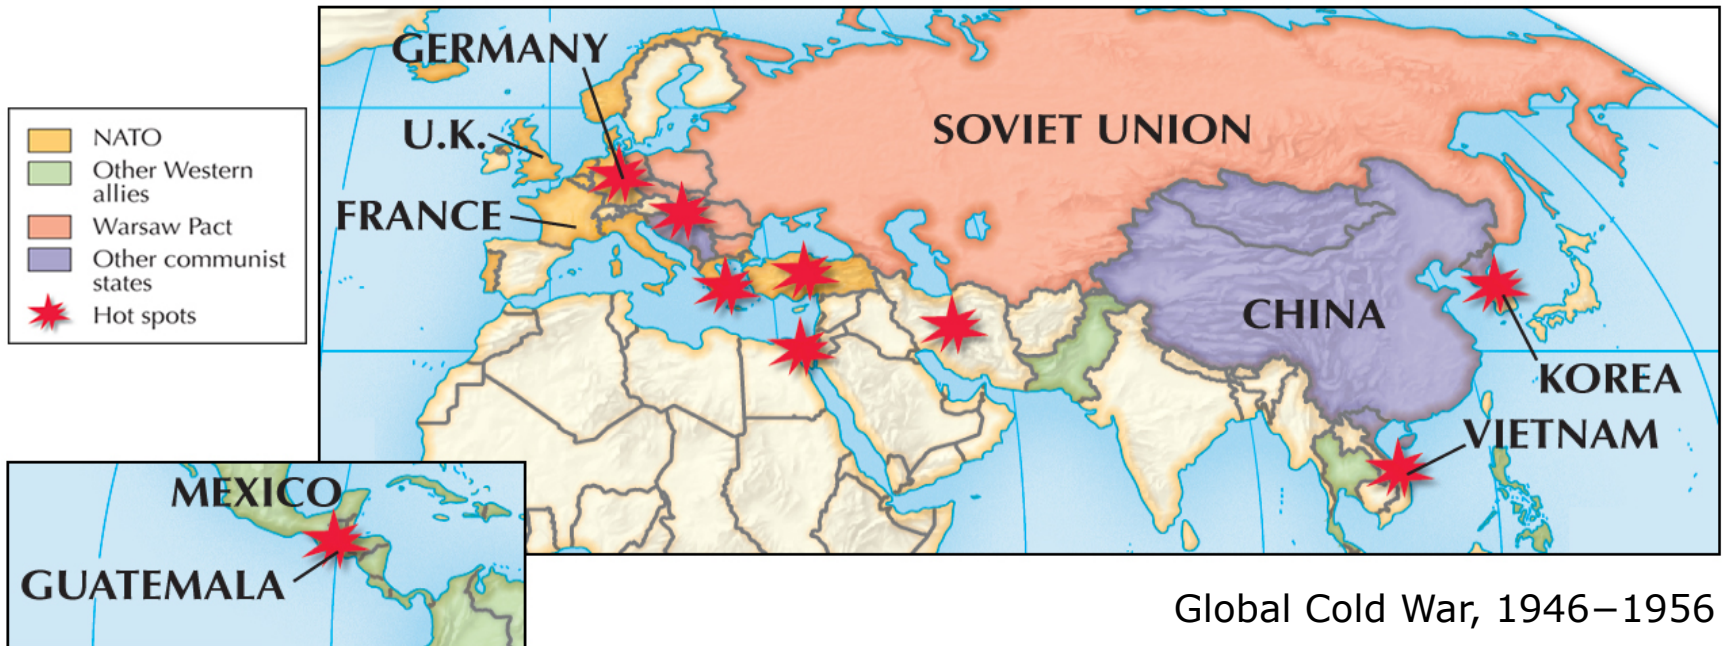 NATO
Other Western
allies
Warsaw Pact
Other communist
states
Hot spots
GERMANY
U.K.
FRANCE
SOVIET UNION
CHINA
KOREA
VIETNAM
MEXICO
GUATEMALA
Global Cold War, 1946−1956